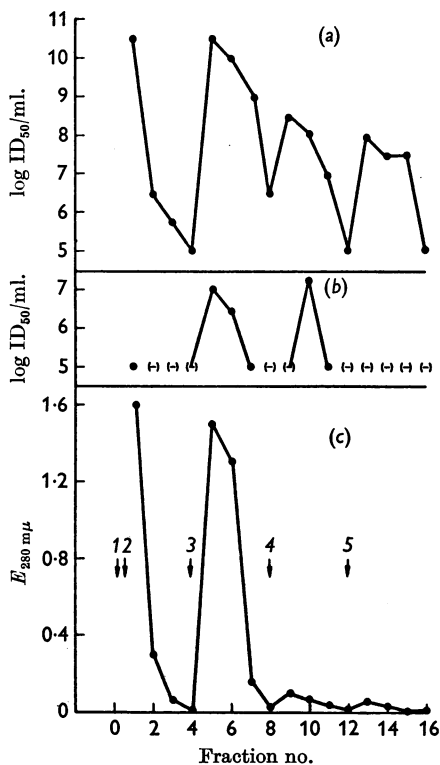 (a)
11
10
9
8
7
6
5
log ID50/ml.
(b)
7
6
5
log ID50/ml.
(-) (-) (-) (-) (-) (-) (-) (-) (-) (-)
(c)
1·6
1·2
0·8
0·4
0
E280 mμ
1 2 3 4 5
0 2 4 6 8 10 12 14 16
Fraction no.